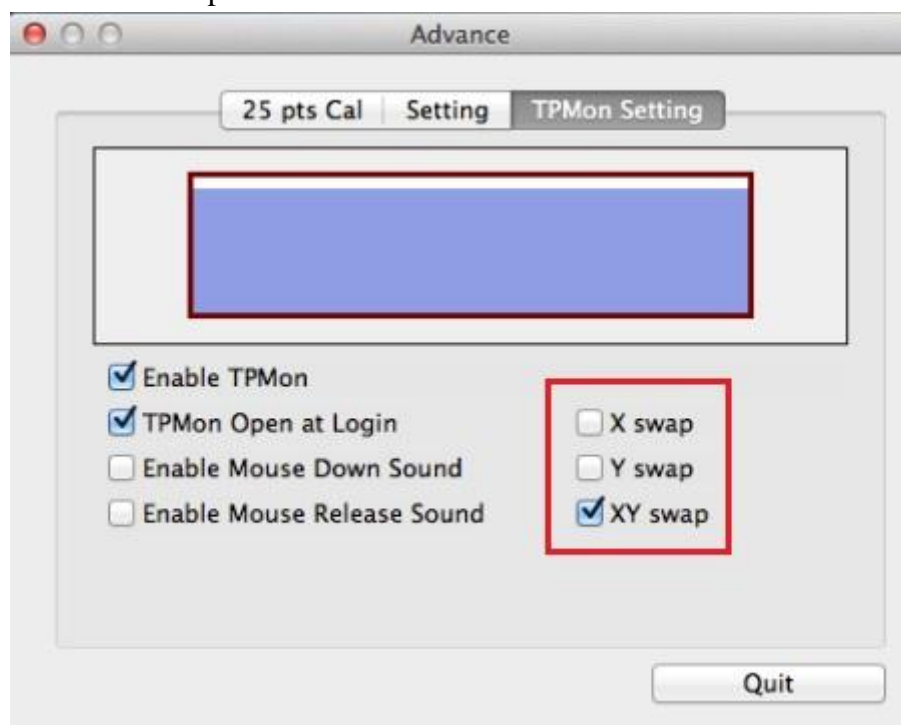 Advance
25 pts Cal Setting TPMon Setting
Enable TPMon
TPMon Open at Login X swap
Enable Mouse Down Sound Y swap
Enable Mouse Release Sound XY swap
Quit